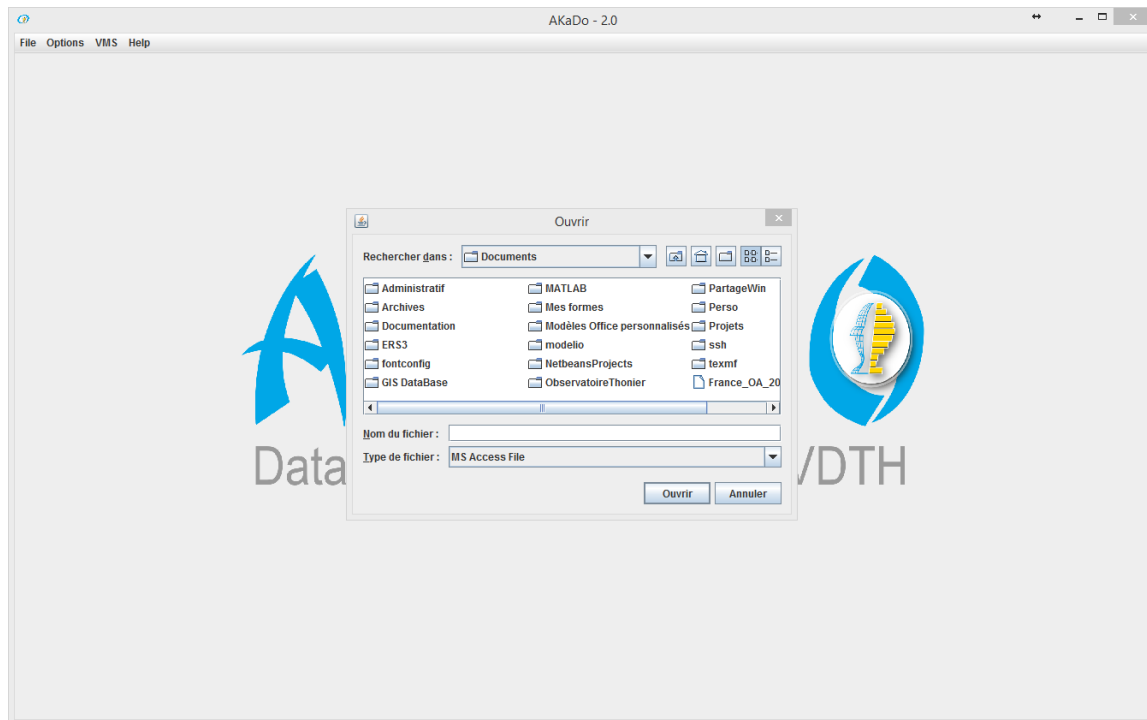 AKaDo - 2.0
File Options VMS Help
Ouvrir
Rechercher dans : Documents
Administratif MATLAB PartageWin
Archives Mes formes Perso
Documentation Modèles Office personnalisés Projets
ERS3 modelio ssh
fontconfig NetbeansProjects texmf
GIS DataBase ObservatoireThonier France_OA_20
Nom du fichier :
Type de fichier : MS Access File
Ouvrir Annuler
Data VDTH